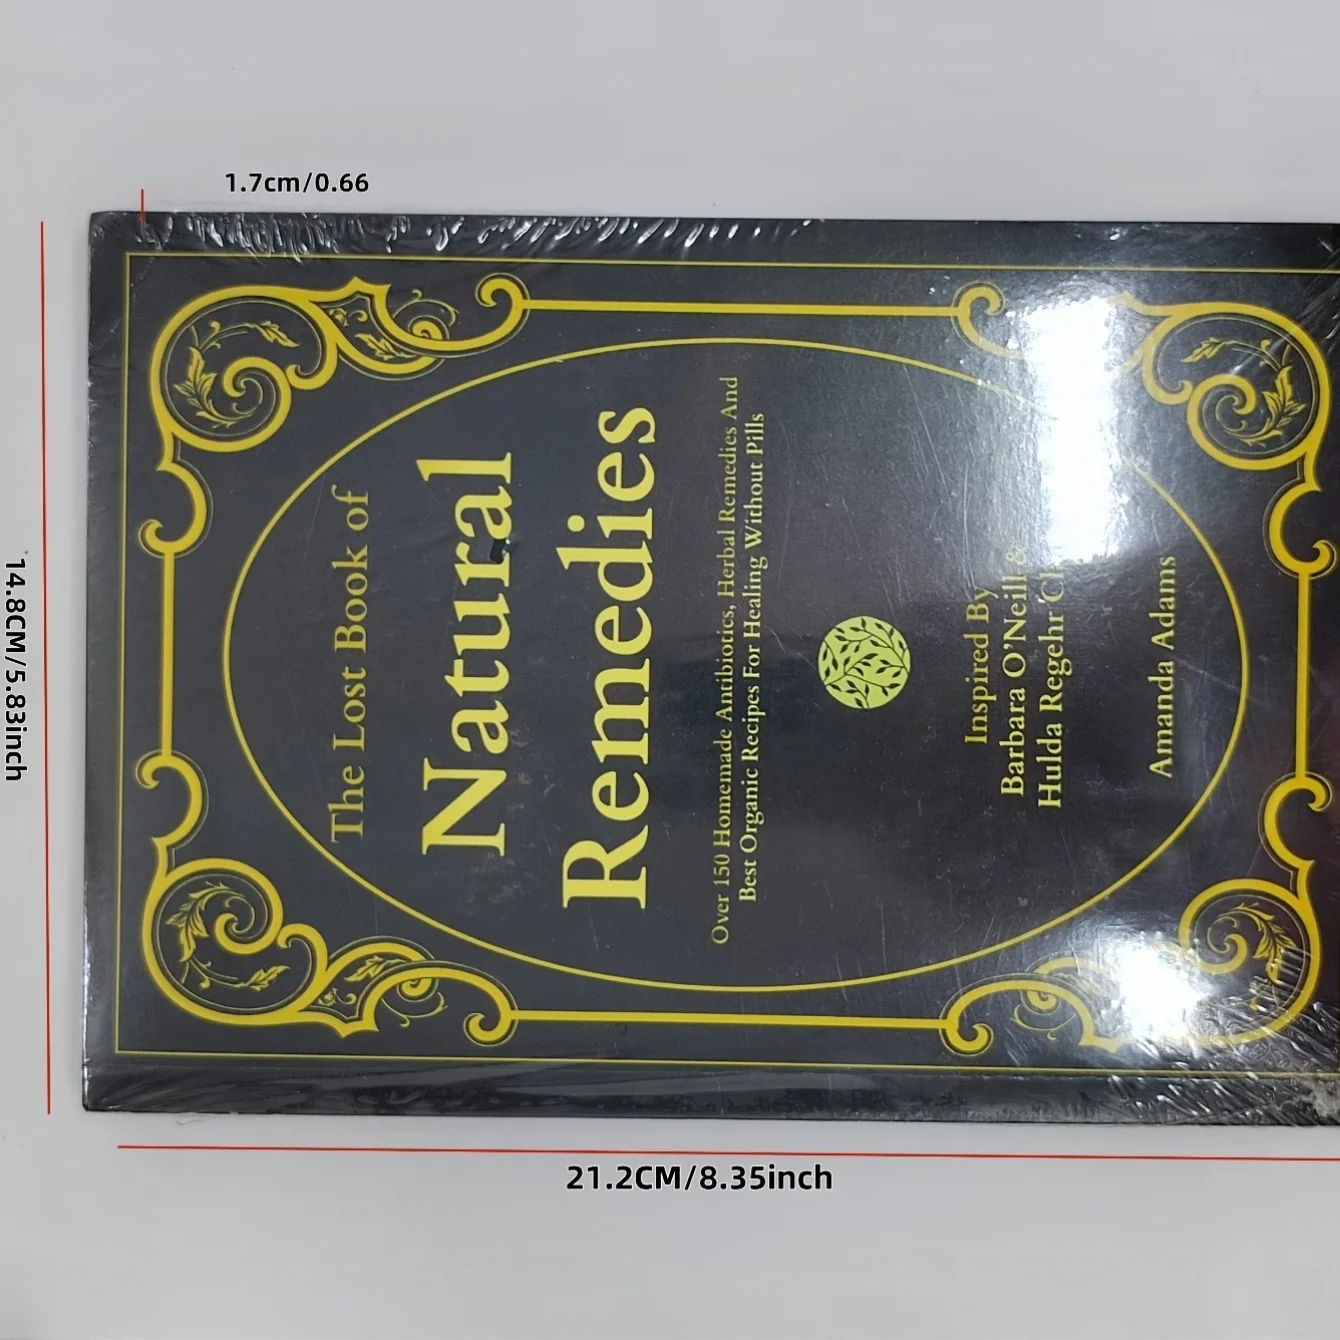 1.7cm/0.66
14.8CM/5.83inch
The Lost Book of
Natural
Remedies
Over 150 Homemade Antibiotics, Herbal Remedies And
Best Organic Recipes For Healing Without Pills
Inspired By
Barbara O'Neill &
Hulda Regehr
Amanda Adams
21.2CM/8.35inch